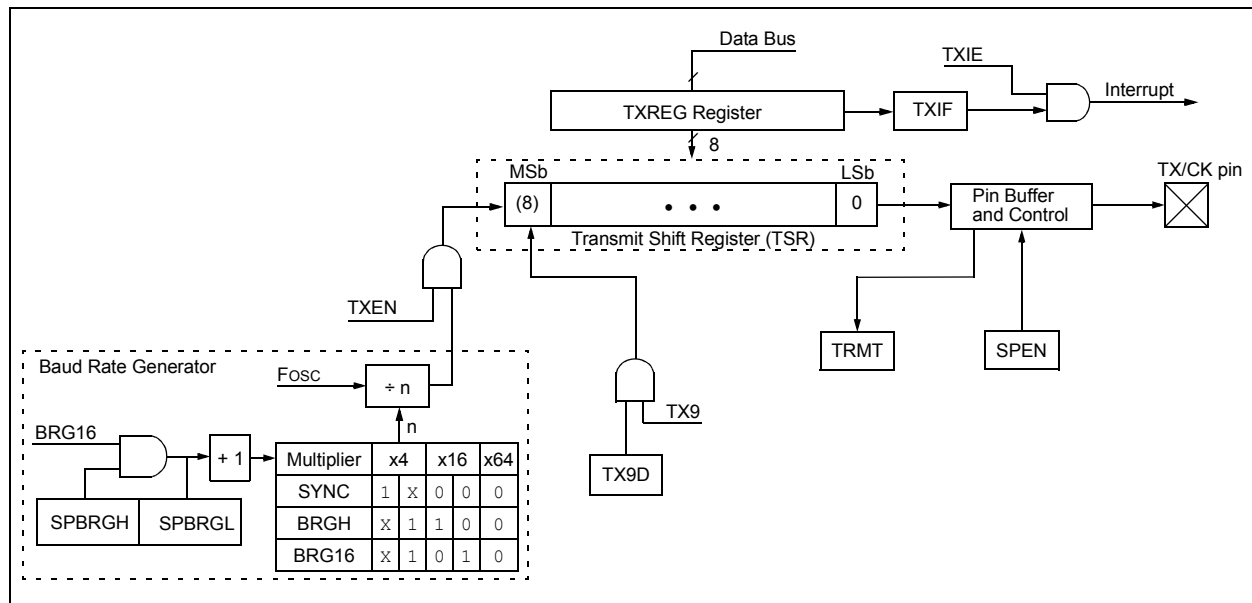 Data Bus
TXIE
Interrupt
TXREG Register
TXIF
8
MSb
LSb
TX/CK pin
(8)
• • •
0
Pin Buffer
and Control
Transmit Shift Register (TSR)
TXEN
TRMT
SPEN
Baud Rate Generator
FOSC
÷ n
n
TX9
BRG16
+ 1
Multiplier x4 x16 x64
TX9D
SYNC 1 X 0 0 0
SPBRGH SPBRGL
BRGH X 1 1 0 0
BRG16 X 1 0 1 0